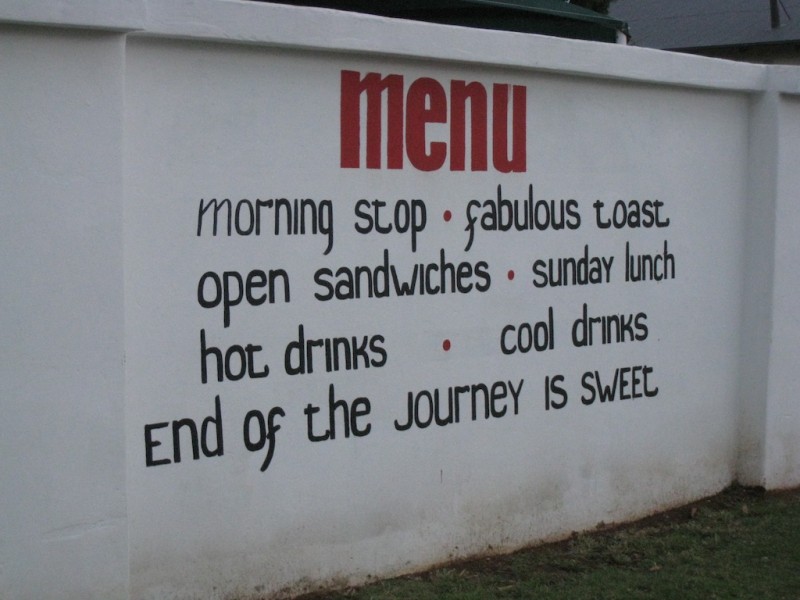 menu
morning stop • fabulous toast
open sandwiches • sunday lunch
hot drinks • cool drinks
End of the Journey is sweet